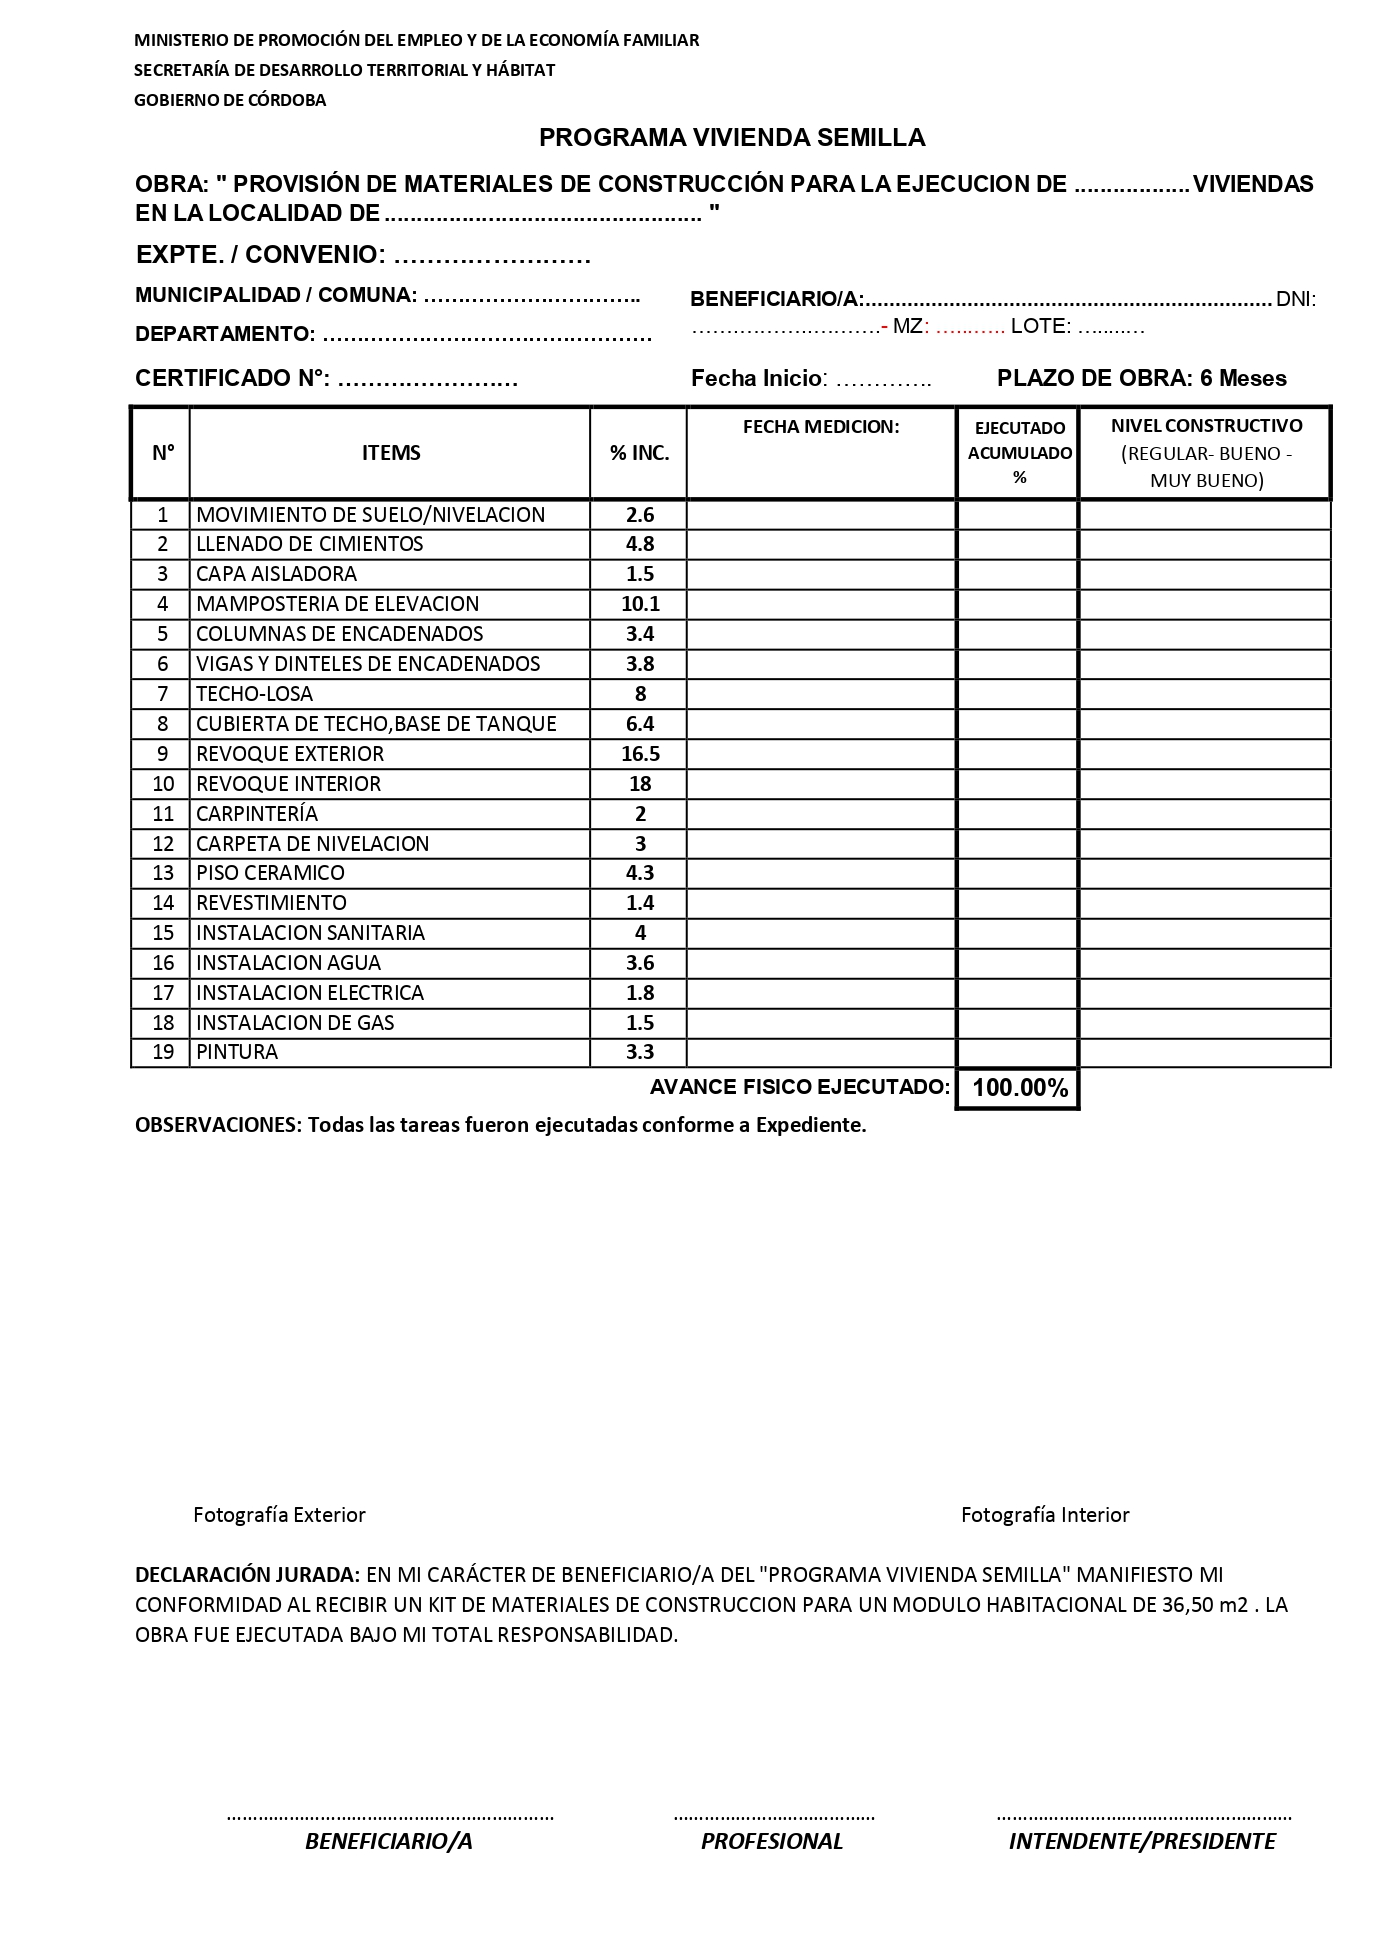 MINISTERIO DE PROMOCIÓN DEL EMPLEO Y DE LA ECONOMÍA FAMILIAR
SECRETARÍA DE DESARROLLO TERRITORIAL Y HÁBITAT
GOBIERNO DE CÓRDOBA
PROGRAMA VIVIENDA SEMILLA
OBRA: " PROVISIÓN DE MATERIALES DE CONSTRUCCIÓN PARA LA EJECUCION DE .................. VIVIENDAS
EN LA LOCALIDAD DE ................................................. "
EXPTE. / CONVENIO: ……………………
MUNICIPALIDAD / COMUNA: …………………………..
BENEFICIARIO/A:.................................................................... DNI:
DEPARTAMENTO: …………………………………………
………………………..- MZ: …...….. LOTE: ….......…
CERTIFICADO N°: …………………… Fecha Inicio: …………. PLAZO DE OBRA: 6 Meses
N° ITEMS % INC. FECHA MEDICION: EJECUTADO ACUMULADO % NIVEL CONSTRUCTIVO (REGULAR- BUENO - MUY BUENO)
1 MOVIMIENTO DE SUELO/NIVELACION 2.6
2 LLENADO DE CIMIENTOS 4.8
3 CAPA AISLADORA 1.5
4 MAMPOSTERIA DE ELEVACION 10.1
5 COLUMNAS DE ENCADENADOS 3.4
6 VIGAS Y DINTELES DE ENCADENADOS 3.8
7 TECHO-LOSA 8
8 CUBIERTA DE TECHO,BASE DE TANQUE 6.4
9 REVOQUE EXTERIOR 16.5
10 REVOQUE INTERIOR 18
11 CARPINTERÍA 2
12 CARPETA DE NIVELACION 3
13 PISO CERAMICO 4.3
14 REVESTIMIENTO 1.4
15 INSTALACION SANITARIA 4
16 INSTALACION AGUA 3.6
17 INSTALACION ELECTRICA 1.8
18 INSTALACION DE GAS 1.5
19 PINTURA 3.3
AVANCE FISICO EJECUTADO: 100.00%
OBSERVACIONES: Todas las tareas fueron ejecutadas conforme a Expediente.
Fotografía Exterior Fotografía Interior
DECLARACIÓN JURADA: EN MI CARÁCTER DE BENEFICIARIO/A DEL "PROGRAMA VIVIENDA SEMILLA" MANIFIESTO MI
CONFORMIDAD AL RECIBIR UN KIT DE MATERIALES DE CONSTRUCCION PARA UN MODULO HABITACIONAL DE 36,50 m2 . LA
OBRA FUE EJECUTADA BAJO MI TOTAL RESPONSABILIDAD.
……………………………………………………… ………………………………… …………………………………………………
BENEFICIARIO/A PROFESIONAL INTENDENTE/PRESIDENTE